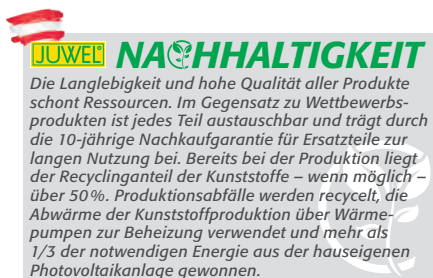 JUWEL® NACHHALTIGKEIT
Die Langlebigkeit und hohe Qualität aller Produkte
schont Ressourcen. Im Gegensatz zu Wettbewerbs-
produkten ist jedes Teil austauschbar und trägt durch
die 10-jährige Nachkaufgarantie für Ersatzteile zur
langen Nutzung bei. Bereits bei der Produktion liegt
der Recyclinganteil der Kunststoffe – wenn möglich –
über 50%. Produktionsabfälle werden recycelt, die
Abwärme der Kunststoffproduktion über Wärme-
pumpen zur Beheizung verwendet und mehr als
1/3 der notwendigen Energie aus der hauseigenen
Photovoltaikanlage gewonnen.